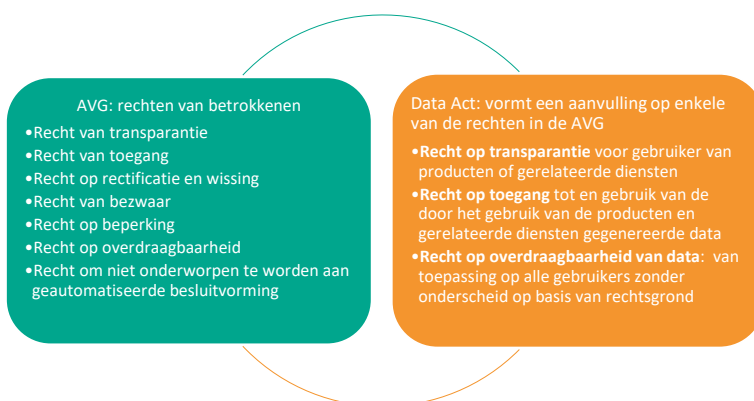 AVG: rechten van betrokkenen
•Recht van transparantie
•Recht van toegang
•Recht op rectificatie en wissing
•Recht van bezwaar
•Recht op beperking
•Recht op overdraagbaarheid
•Recht om niet onderworpen te worden aan
geautomatiseerde besluitvorming
Data Act: vormt een aanvulling op enkele
van de rechten in de AVG
•Recht op transparantie voor gebruiker van
producten of gerelateerde diensten
•Recht op toegang tot en gebruik van de
door het gebruik van de producten en
gerelateerde diensten gegenereerde data
•Recht op overdraagbaarheid van data: van
toepassing op alle gebruikers zonder
onderscheid op basis van rechtsgrond